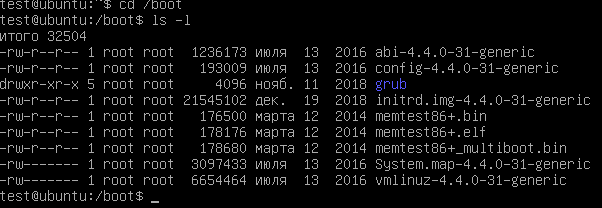 test@ubuntu:~$ cd /boot
test@ubuntu:/boot$ ls -l
итого 32504
-rw-r--r-- 1 root root  1236173 июля  13  2016 abi-4.4.0-31-generic
-rw-r--r-- 1 root root   193009 июля  13  2016 config-4.4.0-31-generic
drwxr-xr-x 5 root root     4096 нояб. 11  2018 grub
-rw-r--r-- 1 root root 21545102 дек.  19  2018 initrd.img-4.4.0-31-generic
-rw-r--r-- 1 root root   176500 марта 12  2014 memtest86+.bin
-rw-r--r-- 1 root root   178176 марта 12  2014 memtest86+.elf
-rw-r--r-- 1 root root   178680 марта 12  2014 memtest86+_multiboot.bin
-rw------- 1 root root  3097433 июля  13  2016 System.map-4.4.0-31-generic
-rw------- 1 root root  6654464 июля  13  2016 vmlinuz-4.4.0-31-generic
test@ubuntu:/boot$ _